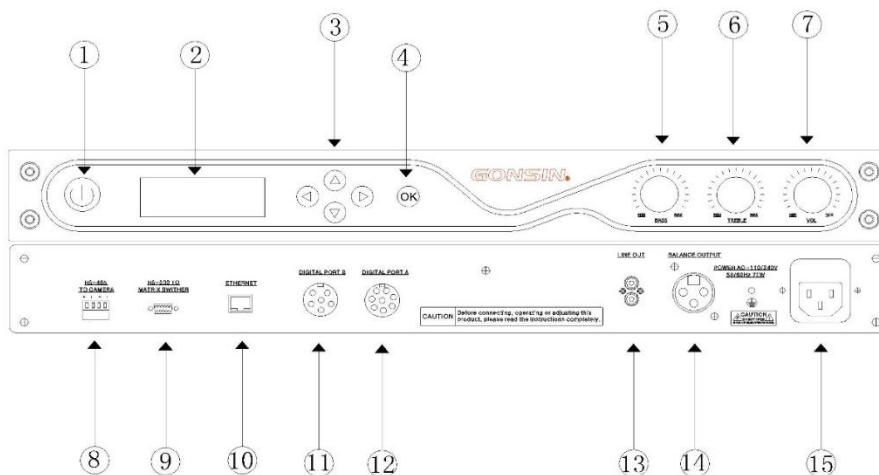 ① ② ③ ④ ⑤ ⑥ ⑦
OK
GONSIN
BASS
TREBLE
VOL
RS-485
TO CAMERA
RS-232 TO
MATRIX SWITHER
ETHERNET
DIGITAL PORT B
DIGITAL PORT A
CAUTION
Before connecting, operating or adjusting this
product, please read the instructions completely.
LINE OUT
BALANCE OUTPUT
POWER AC~110/240V
50/60Hz 77W
CAUTION
⑧ ⑨ ⑩ ⑪ ⑫ ⑬ ⑭ ⑮